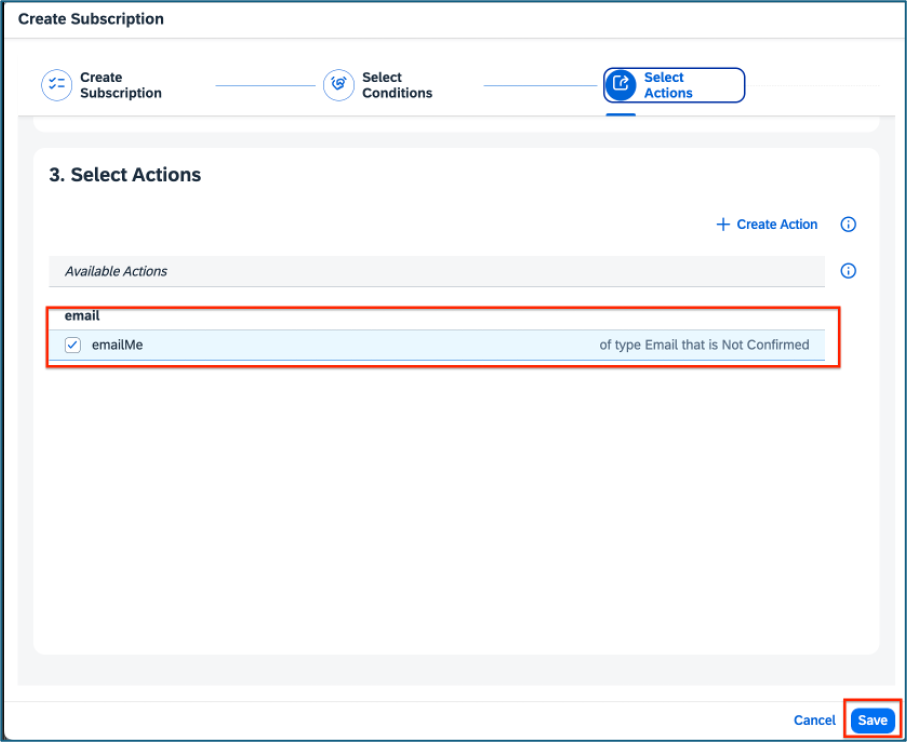 Create Subscription
Create
Subscription
Select
Conditions
Select
Actions
3. Select Actions
Create Action
Available Actions
email
emailMe of type Email that is Not Confirmed
Cancel Save